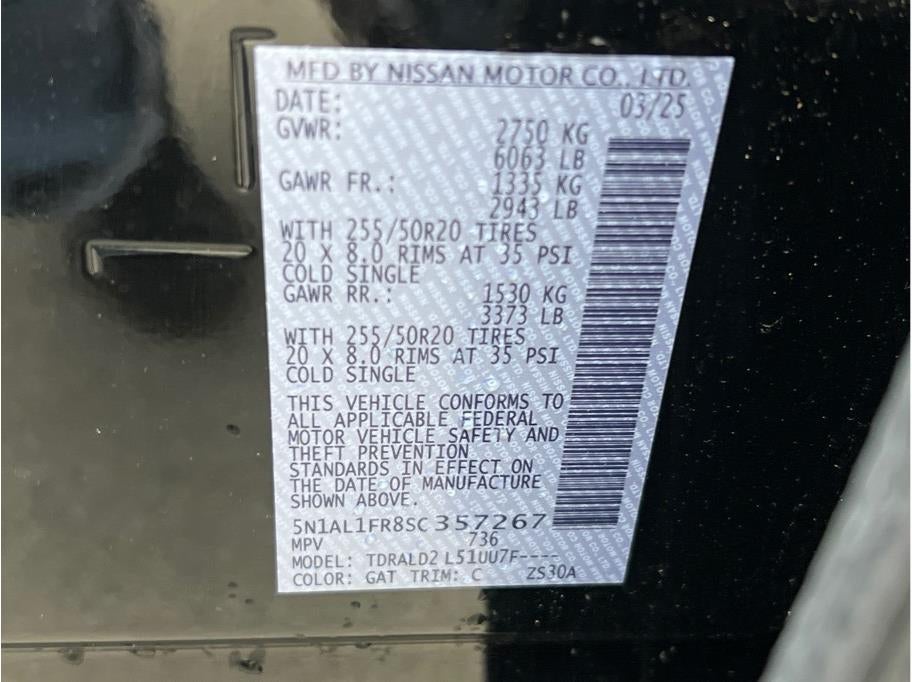 MFD BY NISSAN MOTOR CO., LTD.
DATE: 03/25
GVWR: 2750 KG
6063 LB
GAWR FR.: 1335 KG
2943 LB
WITH 255/50R20 TIRES
20 X 8.0 RIMS AT 35 PSI
COLD SINGLE
GAWR RR.: 1530 KG
3373 LB
WITH 255/50R20 TIRES
20 X 8.0 RIMS AT 35 PSI
COLD SINGLE
THIS VEHICLE CONFORMS TO
ALL APPLICABLE FEDERAL
MOTOR VEHICLE SAFETY AND
THEFT PREVENTION
STANDARDS IN EFFECT ON
THE DATE OF MANUFACTURE
SHOWN ABOVE.
5N1AL1FR8SC357267
MPV 736
MODEL: TDRALD2 L51UU7F----
COLOR: GAT TRIM: C ZS30A